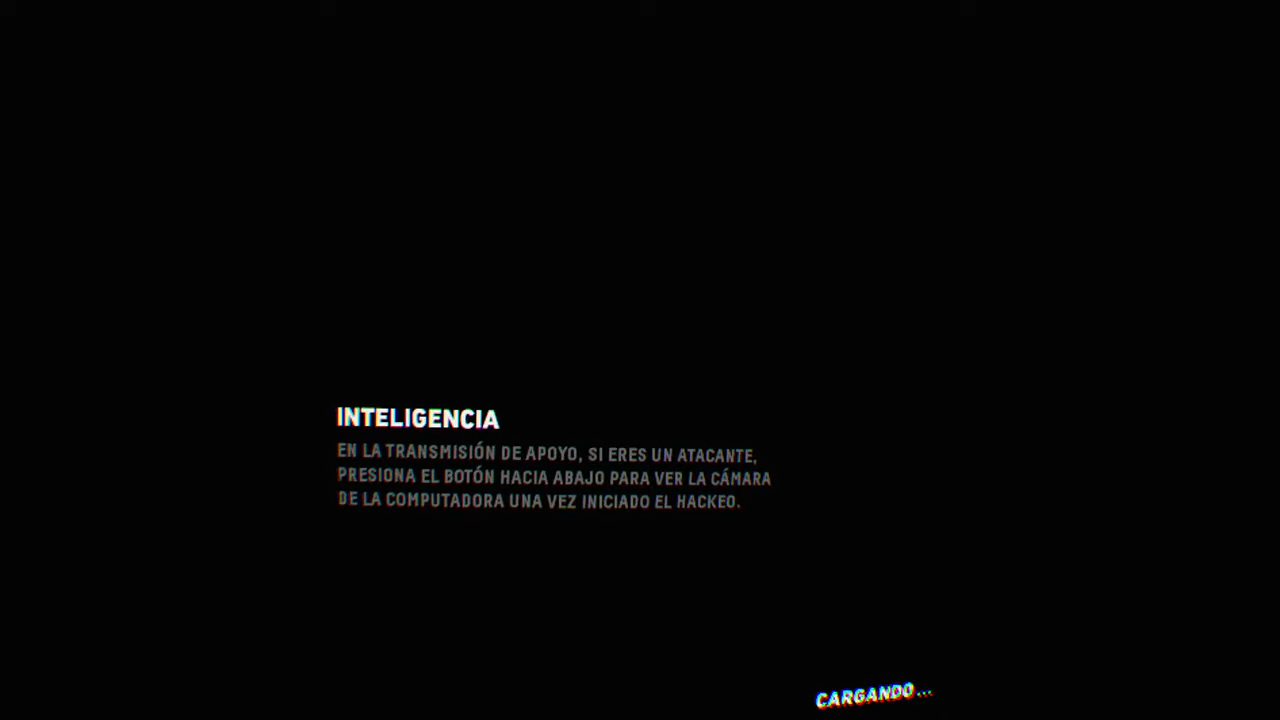 INTELIGENCIA
EN LA TRANSMISIÓN DE APOYO, SI ERES UN ATACANTE,
PRESIONA EL BOTÓN HACIA ABAJO PARA VER LA CÁMARA
DE LA COMPUTADORA UNA VEZ INICIADO EL HACKEO.
CARGANDO...